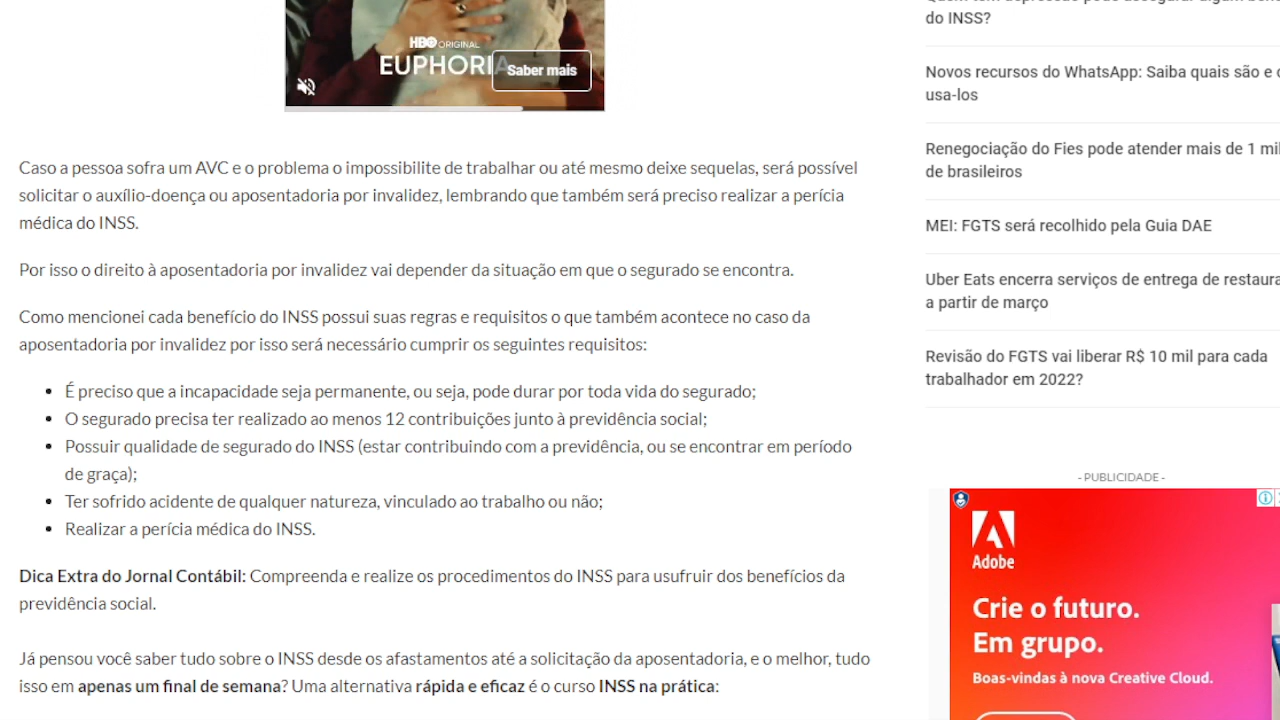 HBO ORIGINAL
EUPHORIA
Saber mais
Caso a pessoa sofra um AVC e o problema o impossibilite de trabalhar ou até mesmo deixe sequelas, será possível
solicitar o auxílio-doença ou aposentadoria por invalidez, lembrando que também será preciso realizar a perícia
médica do INSS.
Por isso o direito à aposentadoria por invalidez vai depender da situação em que o segurado se encontra.
Como mencionei cada benefício do INSS possui suas regras e requisitos o que também acontece no caso da
aposentadoria por invalidez por isso será necessário cumprir os seguintes requisitos:
• É preciso que a incapacidade seja permanente, ou seja, pode durar por toda vida do segurado;
• O segurado precisa ter realizado ao menos 12 contribuições junto à previdência social;
• Possuir qualidade de segurado do INSS (estar contribuindo com a previdência, ou se encontrar em período
de graça);
• Ter sofrido acidente de qualquer natureza, vinculado ao trabalho ou não;
• Realizar a perícia médica do INSS.
Dica Extra do Jornal Contábil: Compreenda e realize os procedimentos do INSS para usufruir dos benefícios da
previdência social.
Já pensou você saber tudo sobre o INSS desde os afastamentos até a solicitação da aposentadoria, e o melhor, tudo
isso em apenas um final de semana? Uma alternativa rápida e eficaz é o curso INSS na prática:
do INSS?
Novos recursos do WhatsApp: Saiba quais são e
usa-los
Renegociação do Fies pode atender mais de 1
de brasileiros
MEI: FGTS será recolhido pela Guia DAE
Uber Eats encerra serviços de entrega de
a partir de março
Revisão do FGTS vai liberar R$ 10 mil para cada
trabalhador em 2022?
- PUBLICIDADE -
Adobe
Crie o futuro.
Em grupo.
Boas-vindas à nova Creative Cloud.